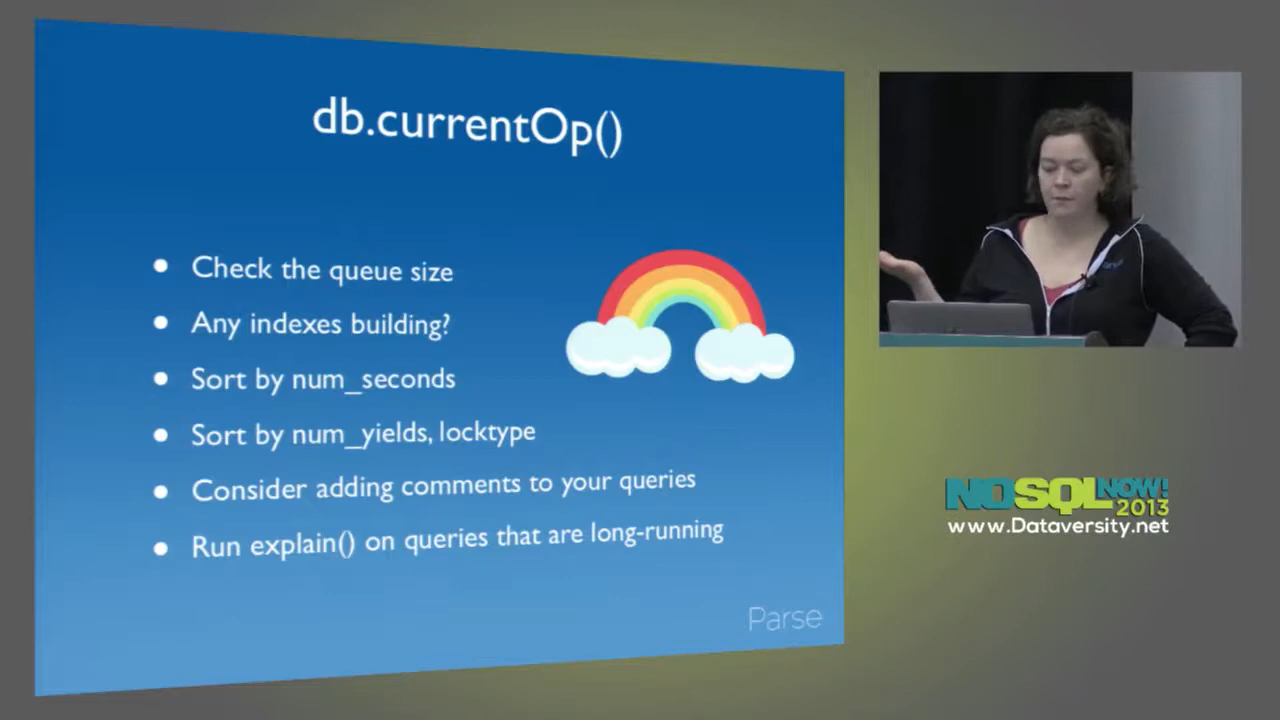 db.currentOp()
Check the queue size
Any indexes building?
Sort by num_seconds
Sort by num_yields, locktype
Consider adding comments to your queries
Run explain() on queries that are long-running
Parse
NOSQL NOW!
2013
www.Dataversity.net